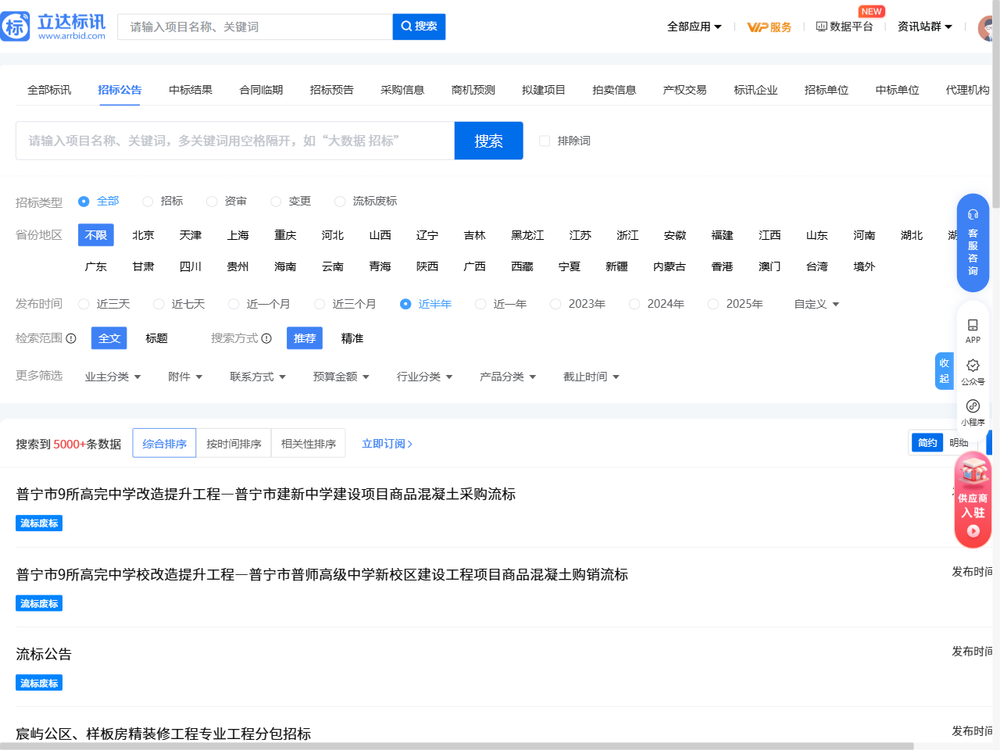 标 立达标讯
www.arrbid.com
请输入项目名称、关键词
搜索
全部应用
VIP服务
数据平台
NEW
资讯站群
全部标讯 招标公告 中标结果 合同临期 招标预告 采购信息 商机预测 拟建项目 拍卖信息 产权交易 标讯企业 招标单位 中标单位 代理机构
请输入项目名称、关键词，多关键词用空格隔开，如“大数据 招标” 搜索 排除词
招标类型 全部 招标 资审 变更 流标废标
省份地区 不限 北京 天津 上海 重庆 河北 山西 辽宁 吉林 黑龙江 江苏 浙江 安徽 福建 江西 山东 河南 湖北
广东 甘肃 四川 贵州 海南 云南 青海 陕西 广西 西藏 宁夏 新疆 内蒙古 香港 澳门 台湾 境外
发布时间 近三天 近七天 近一个月 近三个月 近半年 近一年 2023年 2024年 2025年 自定义
检索范围 全文 标题 搜索方式 推荐 精准
更多筛选 业主分类 附件 联系方式 预算金额 行业分类 产品分类 截止时间
收起
客服咨询
APP
公众号
小程序
搜索到 5000+条数据 综合排序 按时间排序 相关性排序 立即订阅
简约 明细
供应商
入驻
普宁市9所高完中学改造提升工程—普宁市建新中学建设项目商品混凝土采购流标
流标废标
普宁市9所高完中学校改造提升工程—普宁市普师高级中学新校区建设工程项目商品混凝土购销流标
发布时间
流标废标
流标公告
发布时间
流标废标
宸屿公区、样板房精装修工程专业工程分包招标
发布时间